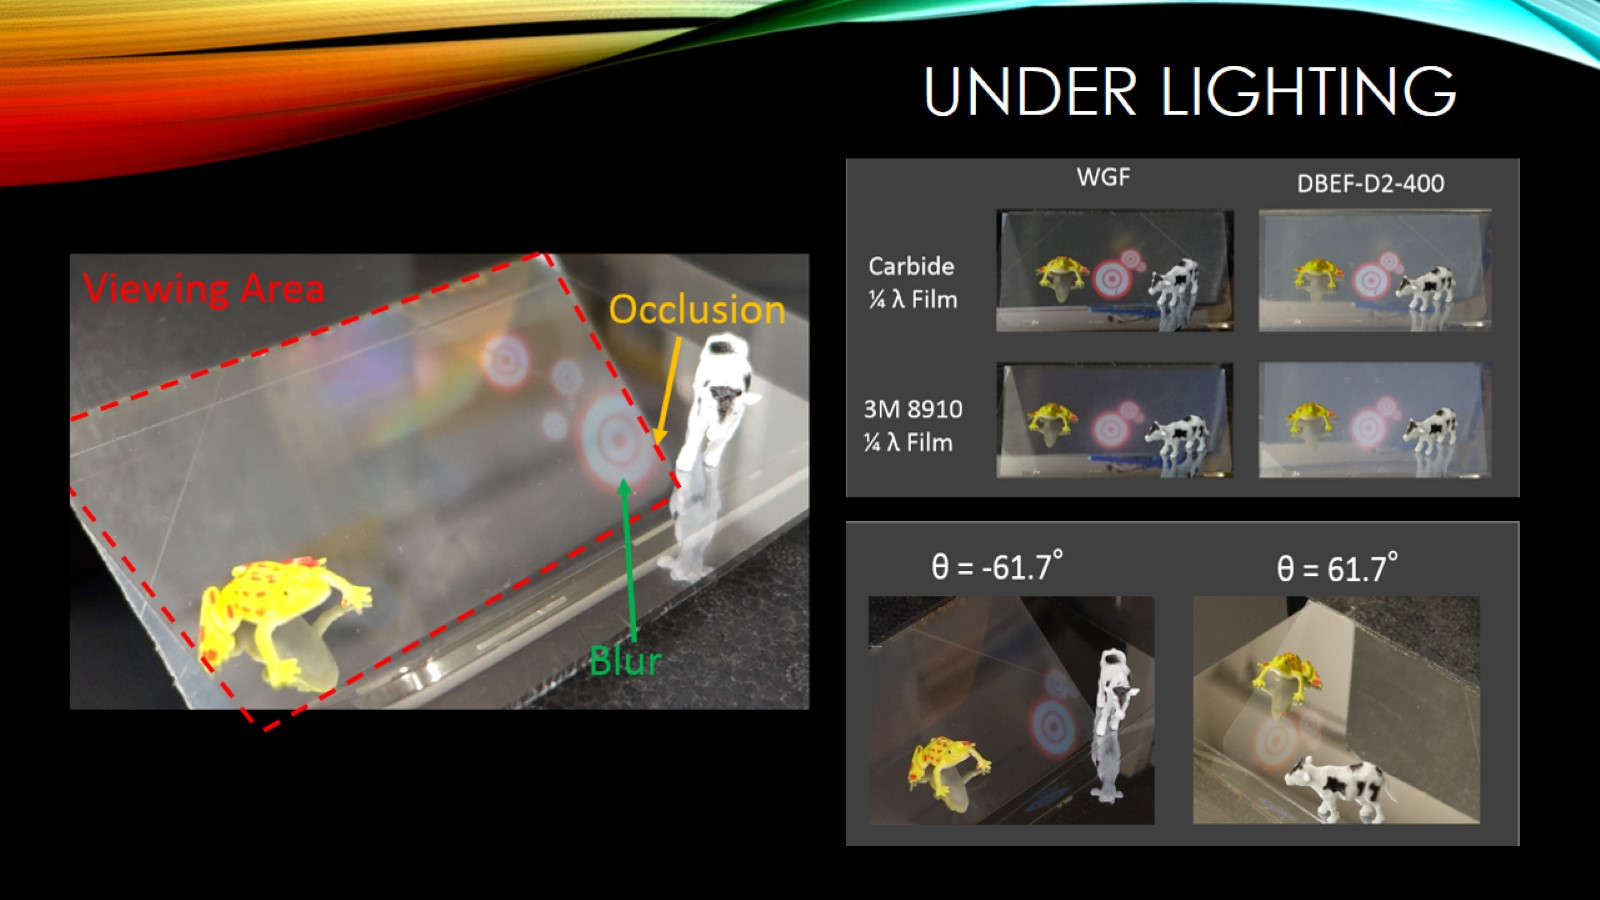 UNDER LIGHTING
Viewing Area
Occlusion
Blur
WGF
DBEF-D2-400
Carbide
¼ λ Film
3M 8910
¼ λ Film
θ = -61.7°
θ = 61.7°